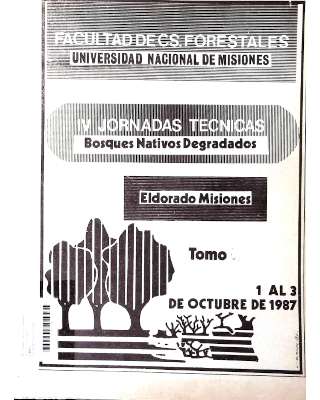 FACULTAD DE CS. FORESTALES
UNIVERSIDAD NACIONAL DE MISIONES
IV JORNADAS TECNICAS
Bosques Nativos Degradados
Eldorado Misiones
Tomo
1 AL 3
DE OCTUBRE DE 1987